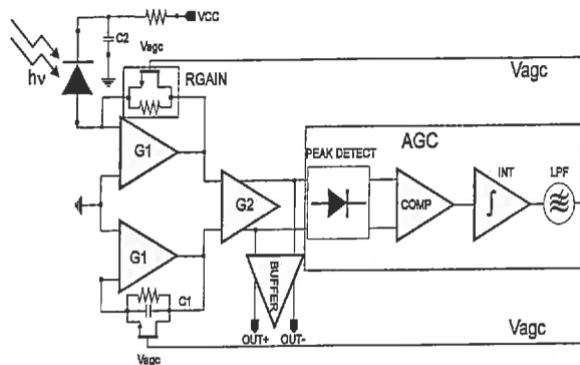 VCC
C2
Vagc
hν
RGAIN
Vagc
G1
AGC
PEAK DETECT
INT
LPF
G2
COMP
G1
BUFFER
C1
Vagc
Vagc
OUT+
OUT-